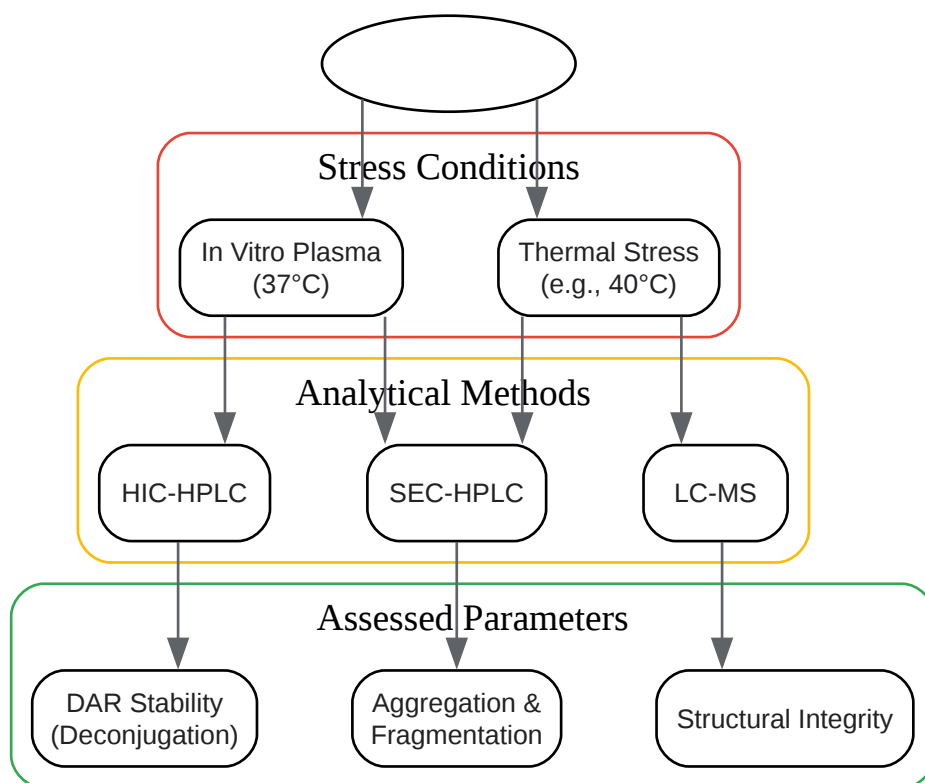 Stress Conditions
In Vitro Plasma
(37°C)
Thermal Stress
(e.g., 40°C)
Analytical Methods
HIC-HPLC
SEC-HPLC
LC-MS
Assessed Parameters
DAR Stability
(Deconjugation)
Aggregation &
Fragmentation
Structural Integrity